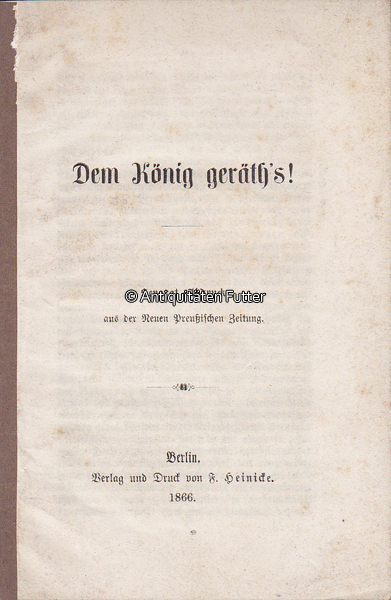 Dem König geräth's!
© Antiquitäten Futter
aus der Neuen Preußischen Zeitung.
Berlin.
Verlag und Druck von F. Heinicke.
1866.